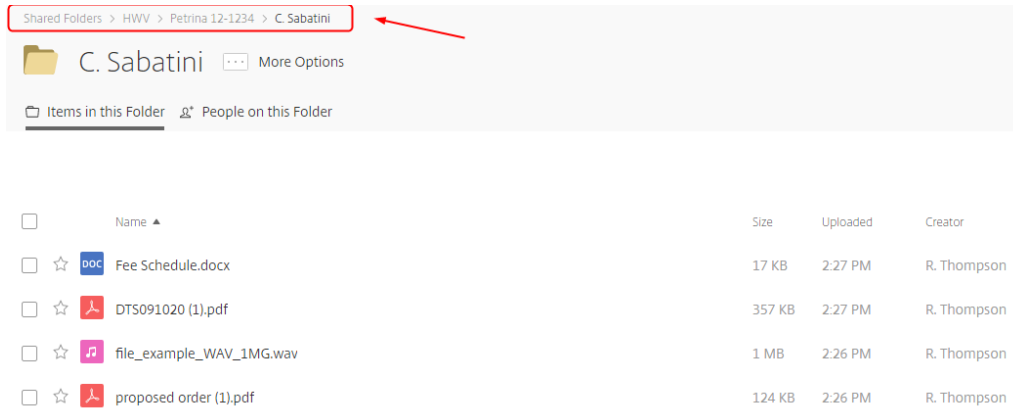 Shared Folders > HWV > Petrina 12-1234 > C. Sabatini
C. Sabatini ··· More Options
Items in this Folder People on this Folder
Name Size Uploaded Creator
DOC Fee Schedule.docx 17 KB 2:27 PM R. Thompson
DTS091020 (1).pdf 357 KB 2:27 PM R. Thompson
file_example_WAV_1MG.wav 1 MB 2:26 PM R. Thompson
proposed order (1).pdf 124 KB 2:26 PM R. Thompson